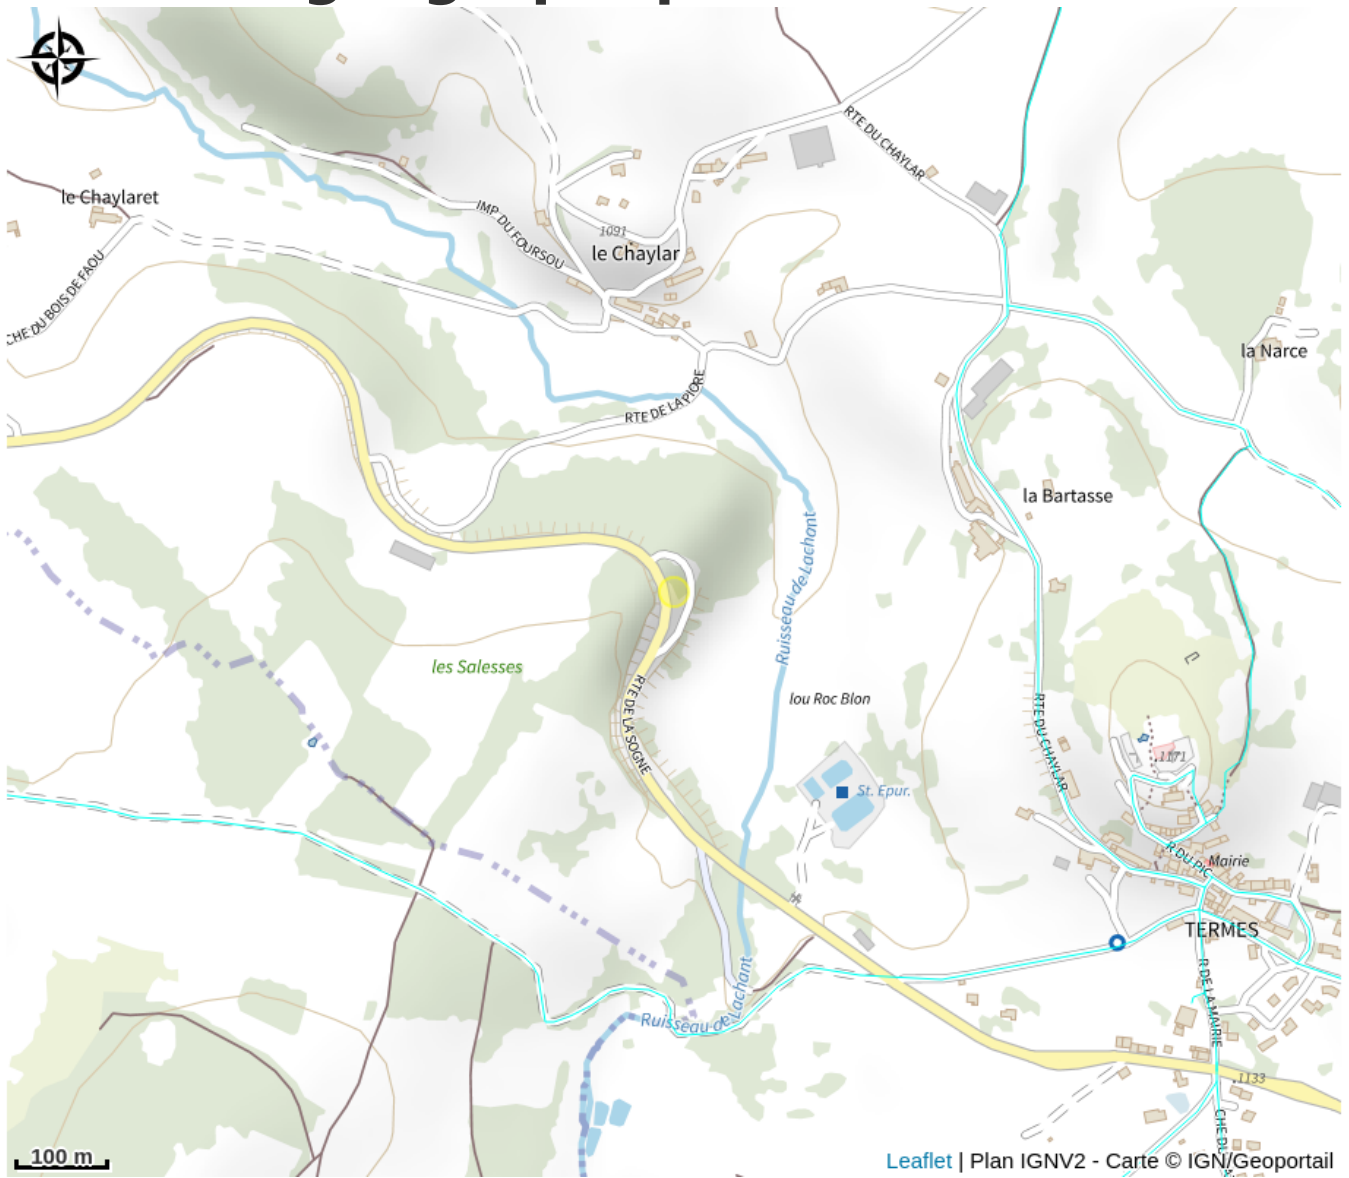 RTE DU CHAYLAR
le Chaylaret
IMP. DU FOURSOU
1091
le Chaylar
CHE DU BOIS DE FAOU
la Narce
RTE DE LA PIORE
la Bartasse
Ruisseau de Lachant
les Salesses
RTE DE LA SOGNE
lou Roc Blon
RTE DU CHAYLAR
1171
St. Epur.
R DU PIC
Mairie
TERMES
R DE LA MAIRIE
Ruisseau de Lachant
1133
CHE DU
100 m
Leaflet | Plan IGNV2 - Carte © IGN/Geoportail